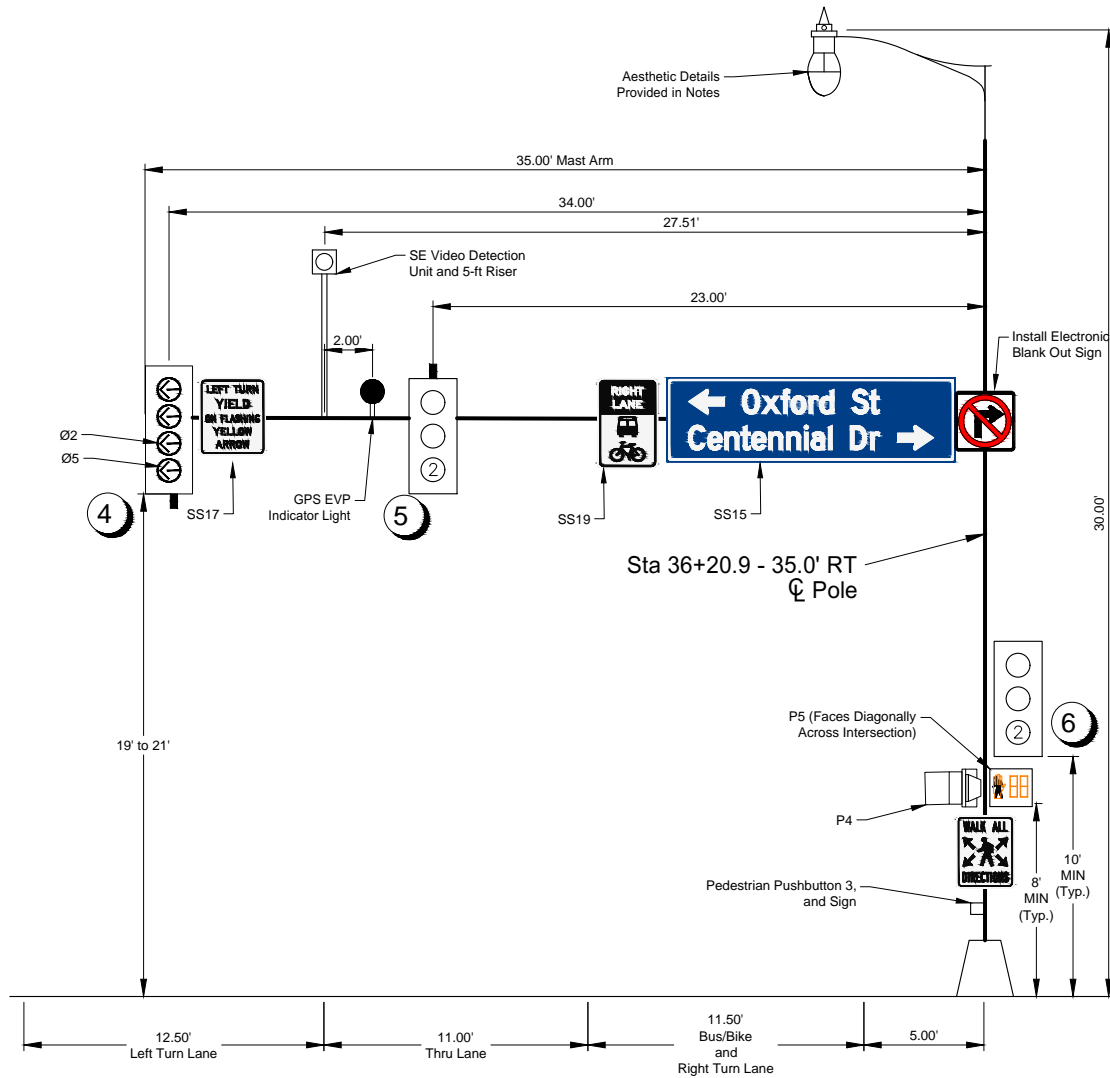 Aesthetic Details
Provided in Notes
35.00' Mast Arm
34.00'
27.51'
SE Video Detection
Unit and 5-ft Riser
23.00'
2.00'
Install Electronic
Blank Out Sign
LEFT TURN
YIELD
ON FLASHING
YELLOW
ARROW
RIGHT
LANE
← Oxford St
Centennial Dr →
Ø2
Ø5
2
4
SS17
GPS EVP
Indicator Light
5
SS19
SS15
30.00'
Sta 36+20.9 - 35.0' RT
℄ Pole
19' to 21'
P5 (Faces Diagonally
Across Intersection)
2
6
P4
88
WALK ALL
DIRECTIONS
Pedestrian Pushbutton 3,
and Sign
8'
MIN
(Typ.)
10'
MIN
(Typ.)
12.50'
Left Turn Lane
11.00'
Thru Lane
11.50'
Bus/Bike
and
Right Turn Lane
5.00'